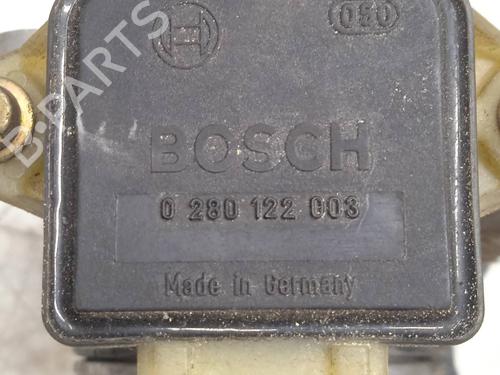 050
BOSCH
0 280 122 003
Made in Germany
B-PARTS